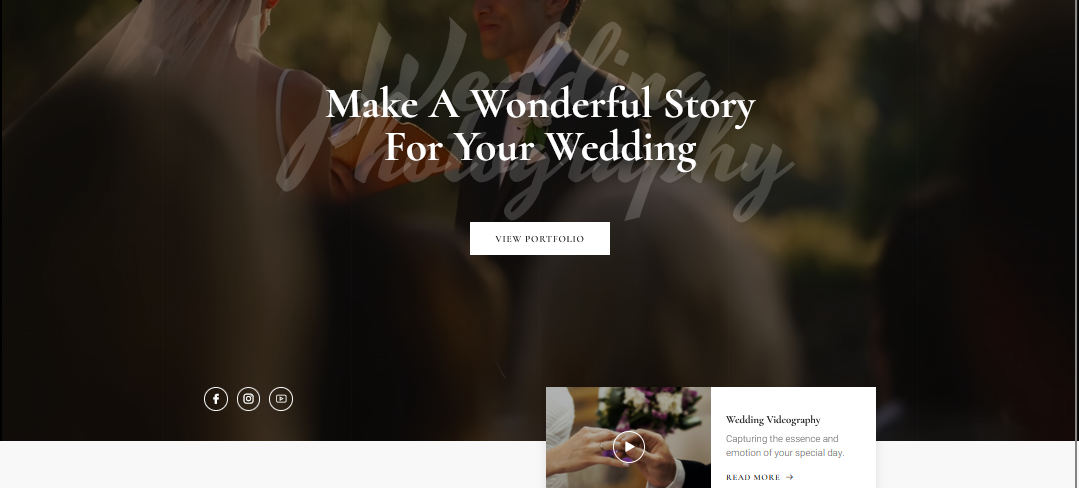 Wedding
Photography
Make A Wonderful Story
For Your Wedding
VIEW PORTFOLIO
Wedding Videography
Capturing the essence and
emotion of your special day.
READ MORE →